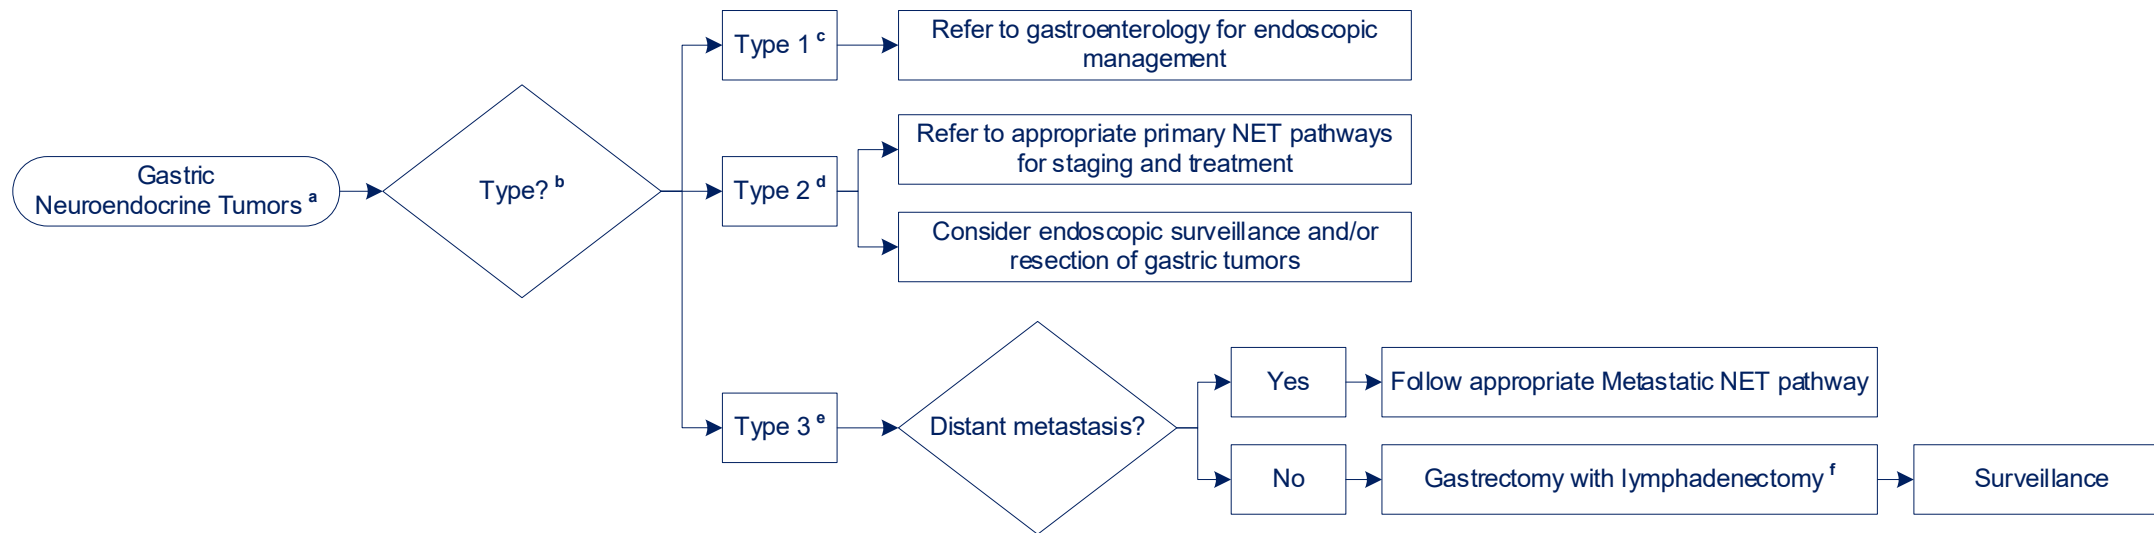 Type 1 c
Refer to gastroenterology for endoscopic
management
Gastric
Neuroendocrine Tumors a
Type? b
Type 2 d
Refer to appropriate primary NET pathways
for staging and treatment
Consider endoscopic surveillance and/or
resection of gastric tumors
Type 3 e
Distant metastasis?
Yes
Follow appropriate Metastatic NET pathway
No
Gastrectomy with lymphadenectomy f
Surveillance